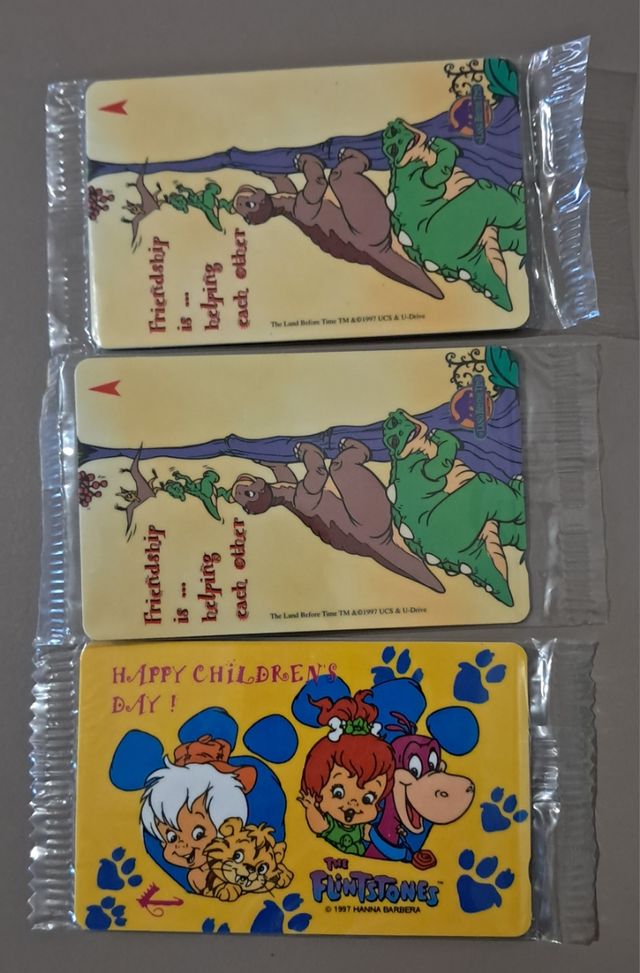 Friendship
is ...
helping
each other
The Land Before Time TM &©1997 UCS & U-Drive
Friendship
is ...
helping
each other
The Land Before Time TM &©1997 UCS & U-Drive
HAPPY CHiLDREN'S
DAY !
THE
FLiNTSTONES™
© 1997 HANNA BARBERA